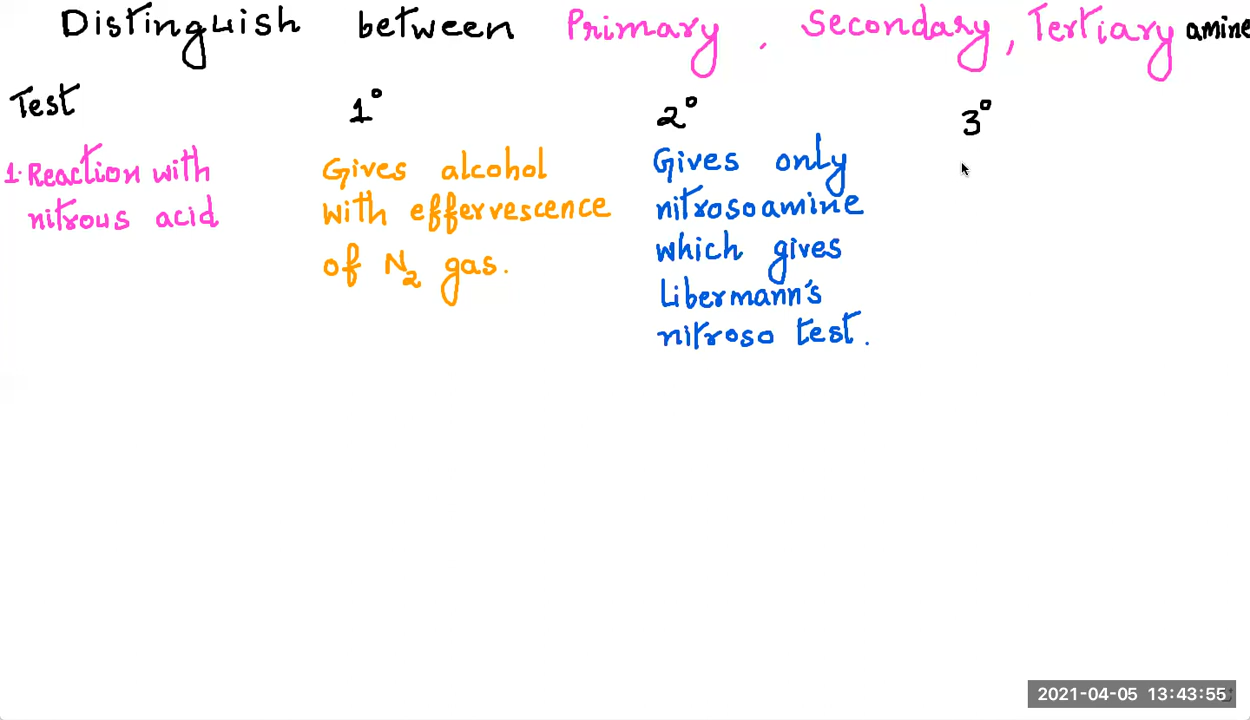 Distinguish between Primary, Secondary, Tertiary amine
Test 1° 2° 3°
1. Reaction with
nitrous acid
Gives alcohol
with effervescence
of N₂ gas.
Gives only
nitrosoamine
which gives
Libermann's
nitroso test.
2021-04-05 13:43:55